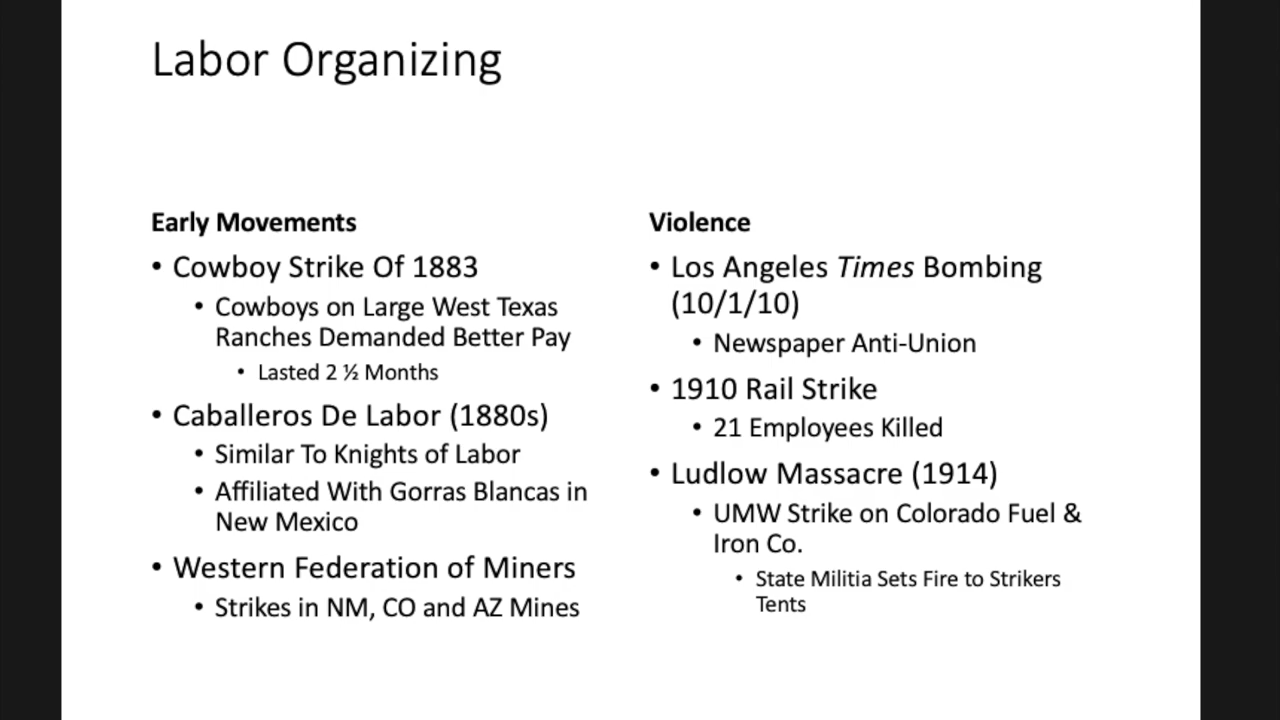 Labor Organizing
Early Movements
• Cowboy Strike Of 1883
• Cowboys on Large West Texas
Ranches Demanded Better Pay
• Lasted 2 ½ Months
• Caballeros De Labor (1880s)
• Similar To Knights of Labor
• Affiliated With Gorras Blancas in
New Mexico
• Western Federation of Miners
• Strikes in NM, CO and AZ Mines
Violence
• Los Angeles Times Bombing
(10/1/10)
• Newspaper Anti-Union
• 1910 Rail Strike
• 21 Employees Killed
• Ludlow Massacre (1914)
• UMW Strike on Colorado Fuel &
Iron Co.
• State Militia Sets Fire to Strikers
Tents